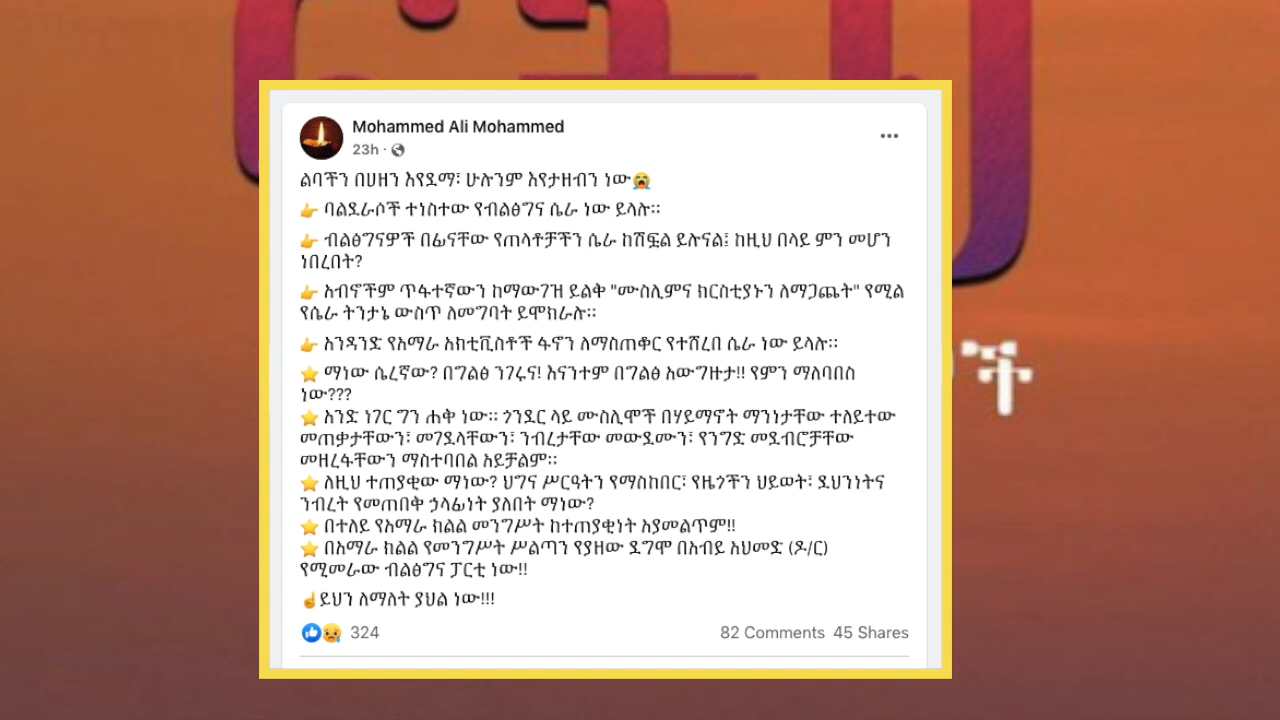 Mohammed Ali Mohammed
23h ·
ልባችን በሀዘን እየደማ፣ ሁሉንም እየታዘብን ነው😭
👉 ባልደራሶች ተነስተው የብልፅግና ሴራ ነው ይላሉ።
👉 ብልፅግናዎች በፊናቸው የጠላቶቻችን ሴራ ከሽፏል ይሉናል፤ ከዚህ በላይ ምን መሆን
ነበረበት?
👉 አብኖችም ጥፋተኛውን ከማውገዝ ይልቅ "ሙስሊምና ክርስቲያኑን ለማጋጨት" የሚል
የሴራ ትንታኔ ውስጥ ለመግባት ይሞክራሉ።
👉 አንዳንድ የአማራ አክቲቪስቶች ፋኖን ለማስጠቆር የተሸረበ ሴራ ነው ይላሉ።
⭐ ማነው ሴረኛው? በግልፅ ንገሩና! እናንተም በግልፅ አውግዙታ!! የምን ማለባበስ
ነው???
⭐ አንድ ነገር ግን ሐቅ ነው። ጎንደር ላይ ሙስሊሞች በሃይማኖት ማንነታቸው ተለይተው
መጠቃታቸውን፣ መገደላቸውን፣ ንብረታቸው መውደሙን፣ የንግድ መደብሮቻቸው
መዘረፋቸውን ማስተባበል አይቻልም።
⭐ ለዚህ ተጠያቂው ማነው? ህግና ሥርዓትን የማስከበር፣ የዜጎችን ህይወት፣ ደህንነትና
ንብረት የመጠበቅ ኃላፊነት ያለበት ማነው?
⭐ በተለይ የአማራ ክልል መንግሥት ከተጠያቂነት አያመልጥም!!
⭐ በአማራ ክልል የመንግሥት ሥልጣን የያዘው ደግሞ በአብይ አህመድ (ዶ/ር)
የሚመራው ብልፅግና ፓርቲ ነው!!
☝️ይህን ለማለት ያህል ነው!!!
324
82 Comments 45 Shares